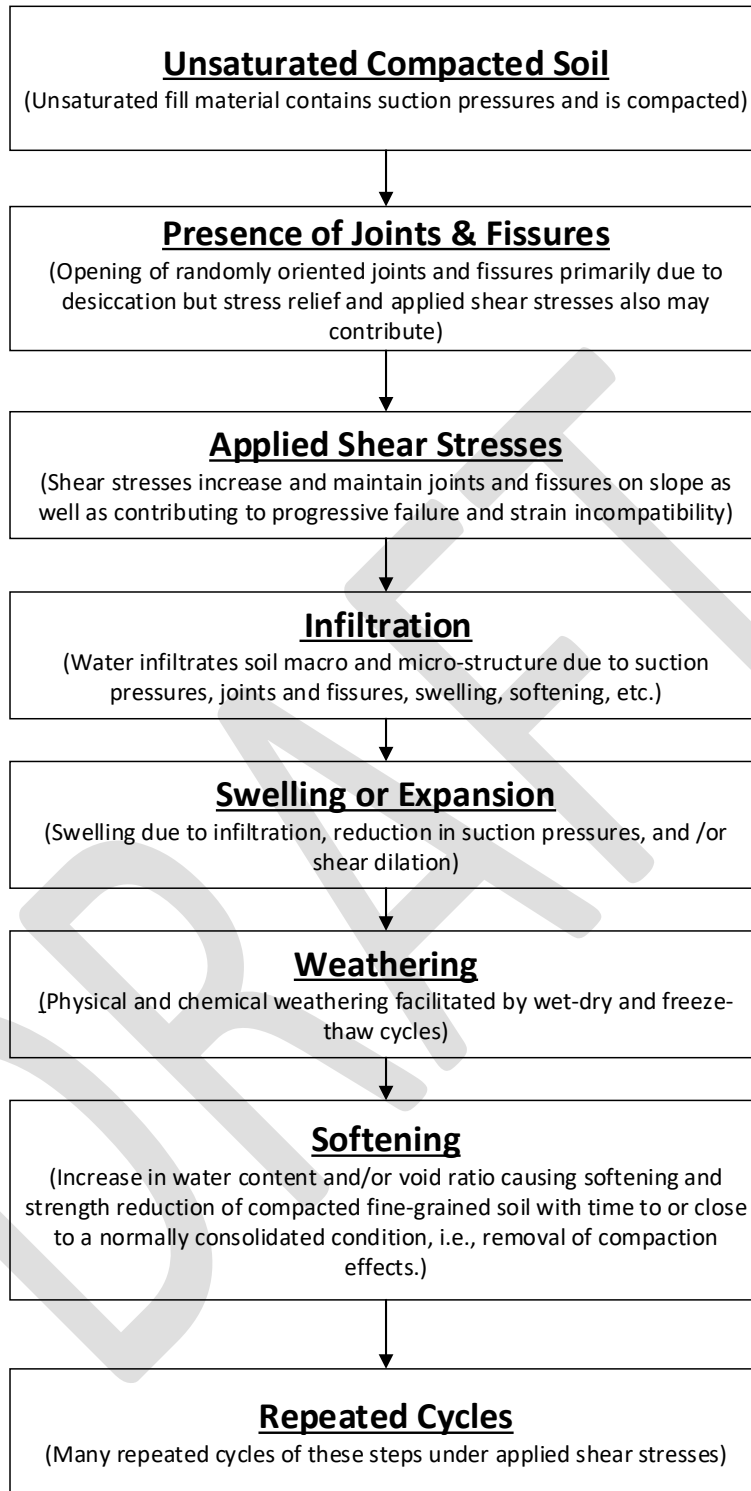 Unsaturated Compacted Soil
(Unsaturated fill material contains suction pressures and is compacted)
Presence of Joints & Fissures
(Opening of randomly oriented joints and fissures primarily due to
desiccation but stress relief and applied shear stresses also may
contribute)
Applied Shear Stresses
(Shear stresses increase and maintain joints and fissures on slope as
well as contributing to progressive failure and strain incompatibility)
Infiltration
(Water infiltrates soil macro and micro-structure due to suction
pressures, joints and fissures, swelling, softening, etc.)
Swelling or Expansion
(Swelling due to infiltration, reduction in suction pressures, and /or
shear dilation)
Weathering
(Physical and chemical weathering facilitated by wet-dry and freeze-
thaw cycles)
Softening
(Increase in water content and/or void ratio causing softening and
strength reduction of compacted fine-grained soil with time to or close
to a normally consolidated condition, i.e., removal of compaction
effects.)
Repeated Cycles
(Many repeated cycles of these steps under applied shear stresses)
DRAFT